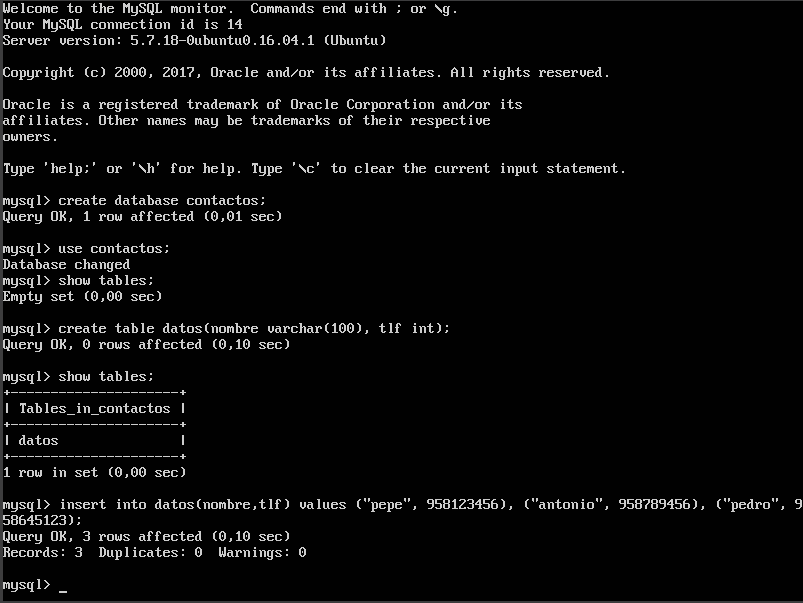 Welcome to the MySQL monitor.  Commands end with ; or \g.
Your MySQL connection id is 14
Server version: 5.7.18-0ubuntu0.16.04.1 (Ubuntu)
Copyright (c) 2000, 2017, Oracle and/or its affiliates. All rights reserved.
Oracle is a registered trademark of Oracle Corporation and/or its
affiliates. Other names may be trademarks of their respective
owners.
Type 'help;' or '\h' for help. Type '\c' to clear the current input statement.
mysql> create database contactos;
Query OK, 1 row affected (0,01 sec)
mysql> use contactos;
Database changed
mysql> show tables;
Empty set (0,00 sec)
mysql> create table datos(nombre varchar(100), tlf int);
Query OK, 0 rows affected (0,10 sec)
mysql> show tables;
+---------------------+
| Tables_in_contactos |
+---------------------+
| datos               |
+---------------------+
1 row in set (0,00 sec)
mysql> insert into datos(nombre,tlf) values ("pepe", 958123456), ("antonio", 958789456), ("pedro", 9
58645123);
Query OK, 3 rows affected (0,10 sec)
Records: 3  Duplicates: 0  Warnings: 0
mysql> _